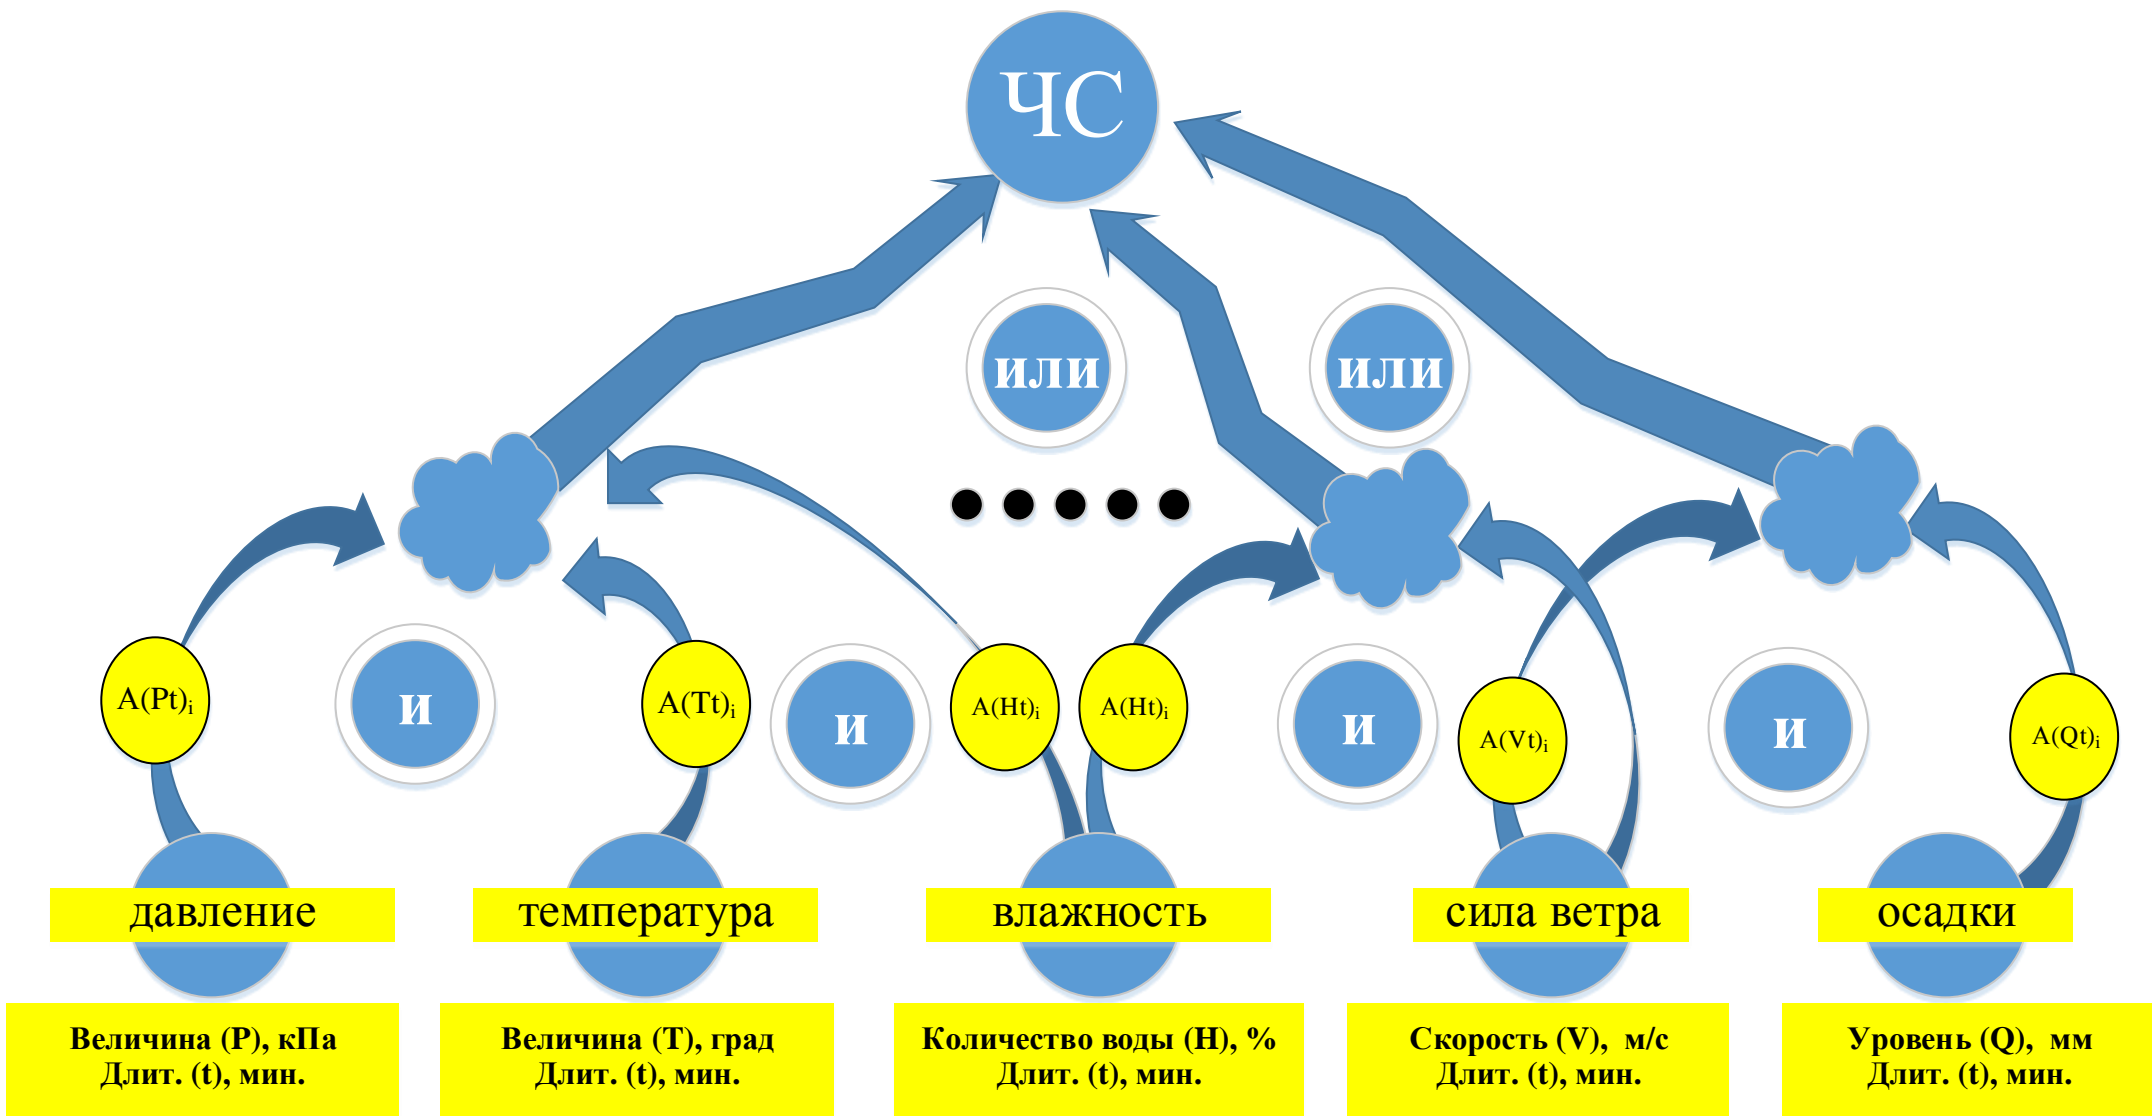 ЧС
или
или
А(Pt)i
и
А(Tt)i
и
А(Ht)i
А(Ht)i
и
А(Vt)i
и
А(Qt)i
давление
температура
влажность
сила ветра
осадки
Величина (P), кПа
Длит. (t), мин.
Величина (T), град
Длит. (t), мин.
Количество воды (H), %
Длит. (t), мин.
Скорость (V), м/с
Длит. (t), мин.
Уровень (Q), мм
Длит. (t), мин.